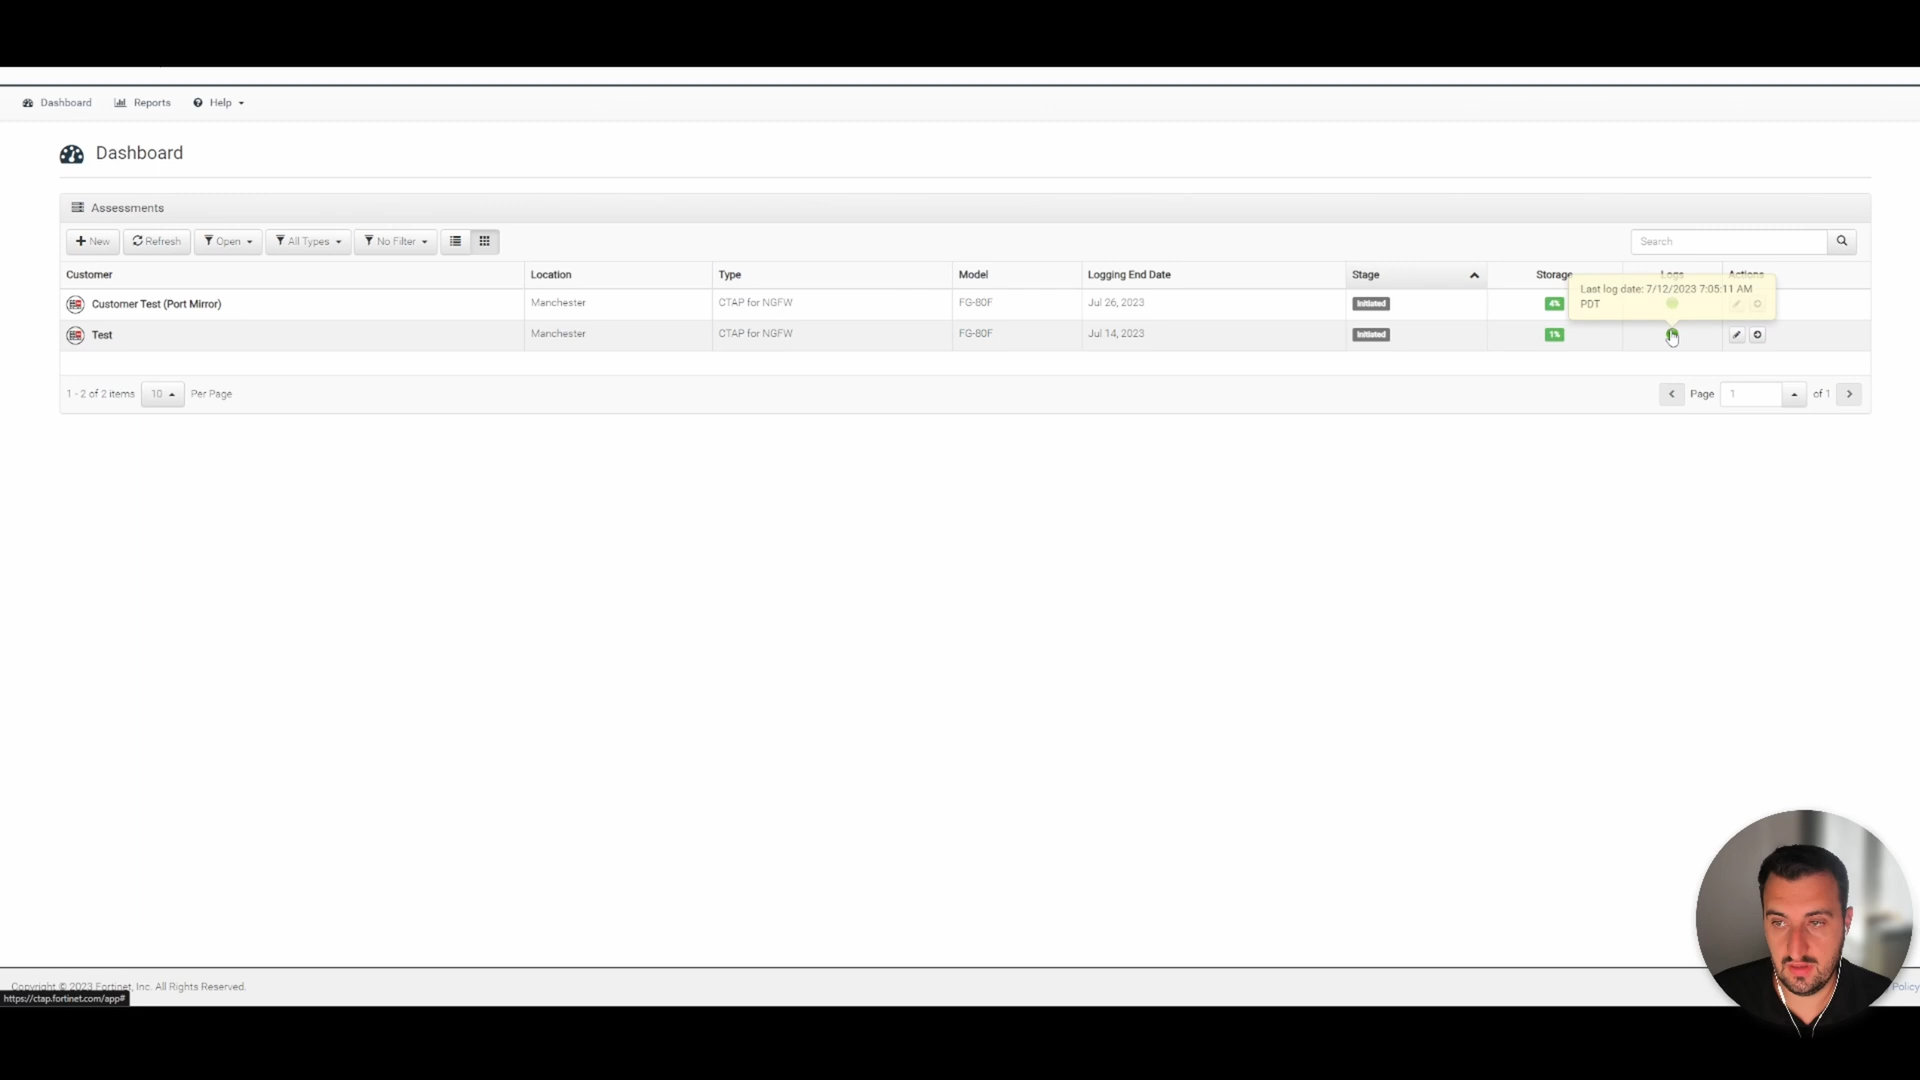 Dashboard Reports Help
Dashboard
Assessments
New Refresh Open All Types No Filter Search
Customer Location Type Model Logging End Date Stage Storage Logs Actions
Last log date: 7/12/2023 7:05:11 AM
PDT
Customer Test (Port Mirror) Manchester CTAP for NGFW FG-80F Jul 26, 2023 Initiated 4%
Test Manchester CTAP for NGFW FG-80F Jul 14, 2023 Initiated 1%
1 - 2 of 2 items 10 Per Page Page 1 of 1
Copyright © 2023 Fortinet, Inc. All Rights Reserved. Policy
https://ctap.fortinet.com/app#